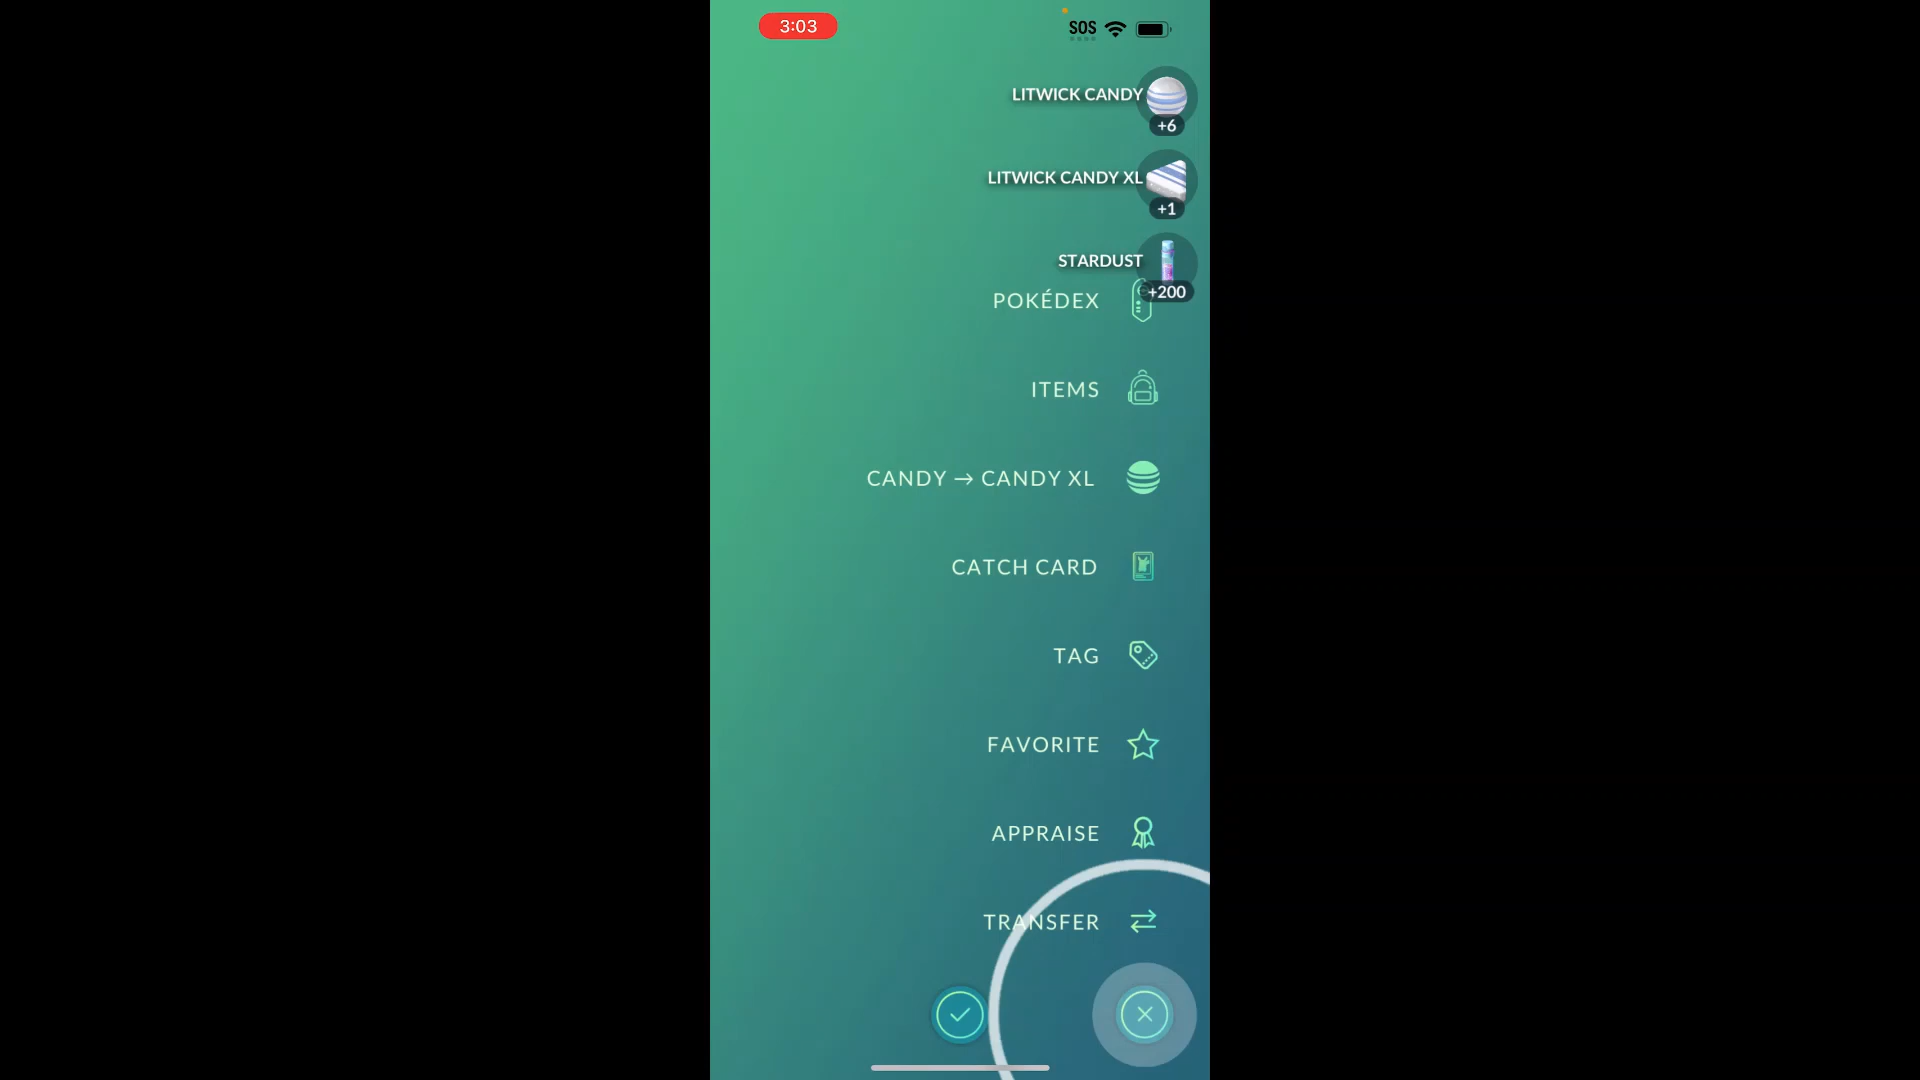 3:03
SOS
LITWICK CANDY
+6
LITWICK CANDY XL
+1
STARDUST
+200
POKÉDEX
ITEMS
CANDY → CANDY XL
CATCH CARD
TAG
FAVORITE
APPRAISE
TRANSFER